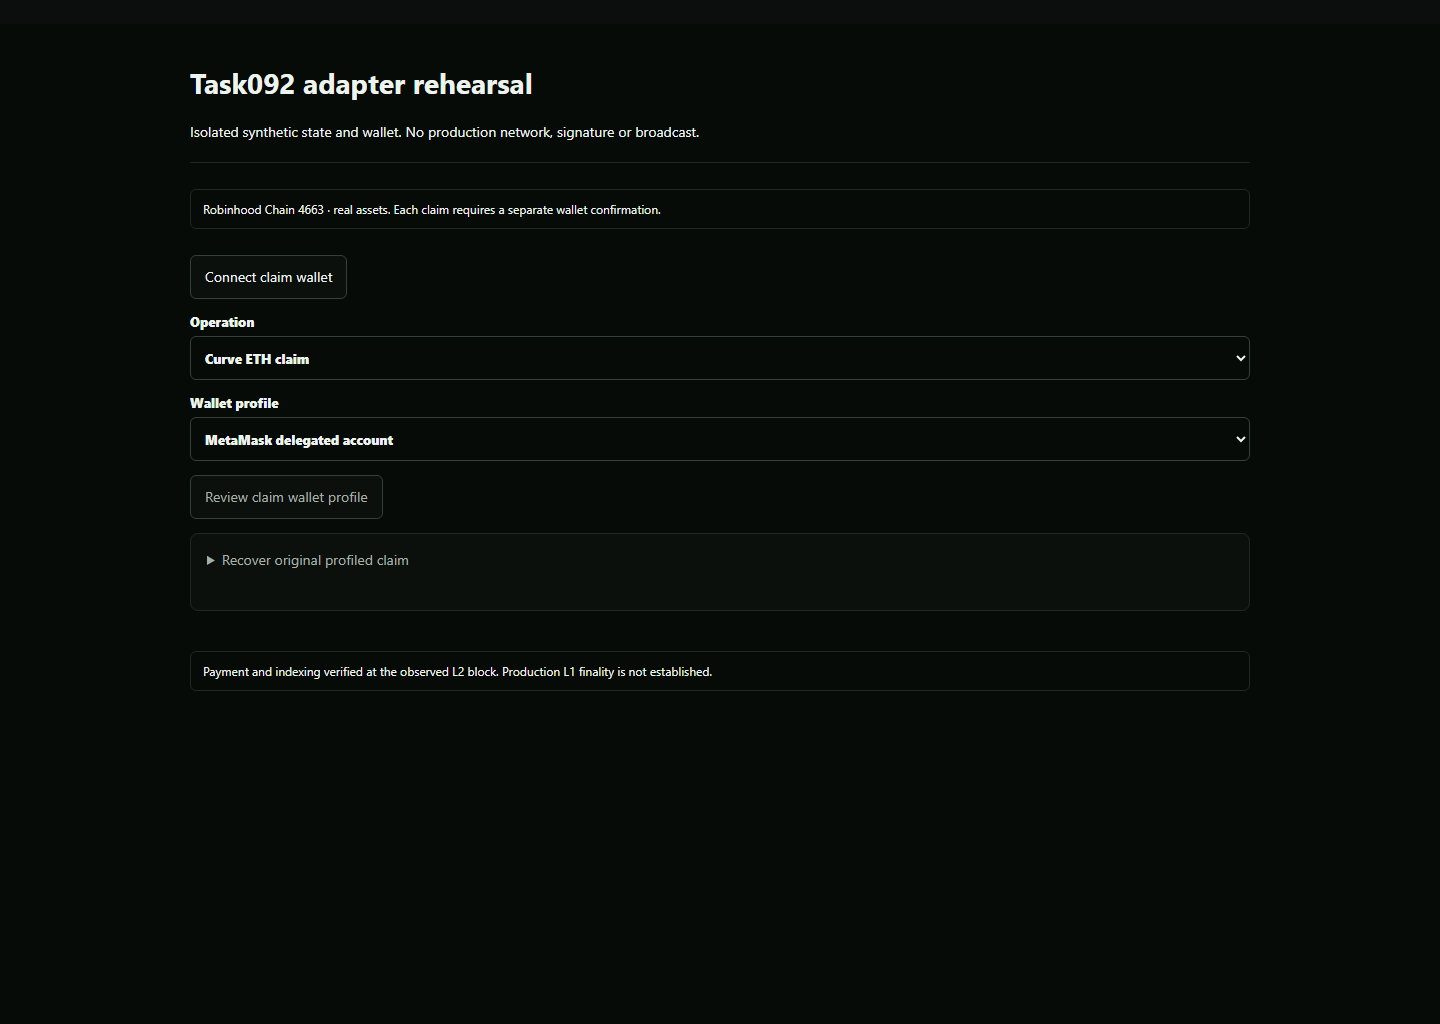 Task092 adapter rehearsal
Isolated synthetic state and wallet. No production network, signature or broadcast.
Robinhood Chain 4663 · real assets. Each claim requires a separate wallet confirmation.
Connect claim wallet
Operation
Curve ETH claim
Wallet profile
MetaMask delegated account
Review claim wallet profile
Recover original profiled claim
Payment and indexing verified at the observed L2 block. Production L1 finality is not established.